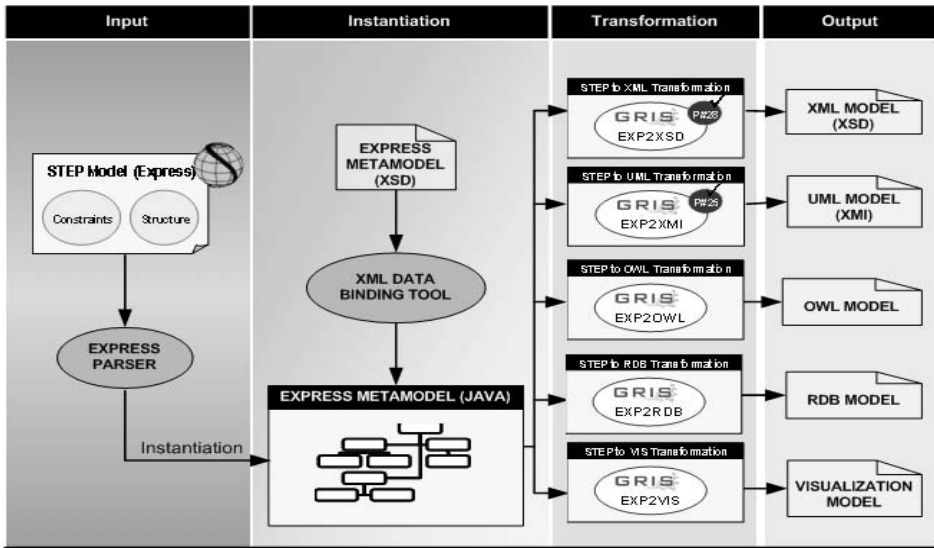 Input
Instantiation
Transformation
Output
STEP Model (Express)
Constraints
Structure
EXPRESS
PARSER
Instantiation
EXPRESS
METAMODEL
(XSD)
XML DATA
BINDING TOOL
EXPRESS METAMODEL (JAVA)
STEP to XML Transformation
GRIS
P#28
EXP2XSD
XML MODEL
(XSD)
STEP to UML Transformation
GRIS
P#25
EXP2XMI
UML MODEL
(XMI)
STEP to OWL Transformation
GRIS
EXP2OWL
OWL MODEL
STEP to RDB Transformation
GRIS
EXP2RDB
RDB MODEL
STEP to VIS Transformation
GRIS
EXP2VIS
VISUALIZATION
MODEL